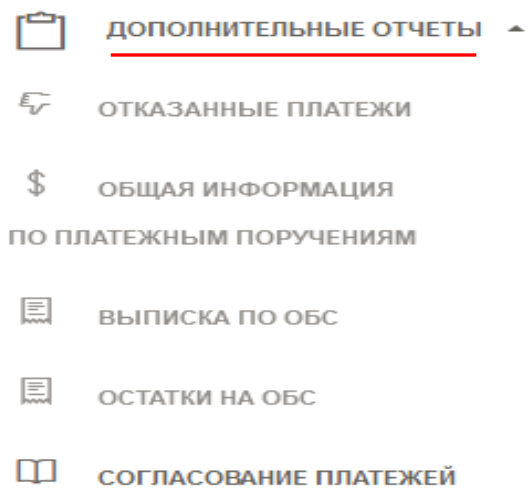 ДОПОЛНИТЕЛЬНЫЕ ОТЧЕТЫ
ОТКАЗАННЫЕ ПЛАТЕЖИ
$ ОБЩАЯ ИНФОРМАЦИЯ
ПО ПЛАТЕЖНЫМ ПОРУЧЕНИЯМ
ВЫПИСКА ПО ОБС
ОСТАТКИ НА ОБС
СОГЛАСОВАНИЕ ПЛАТЕЖЕЙ